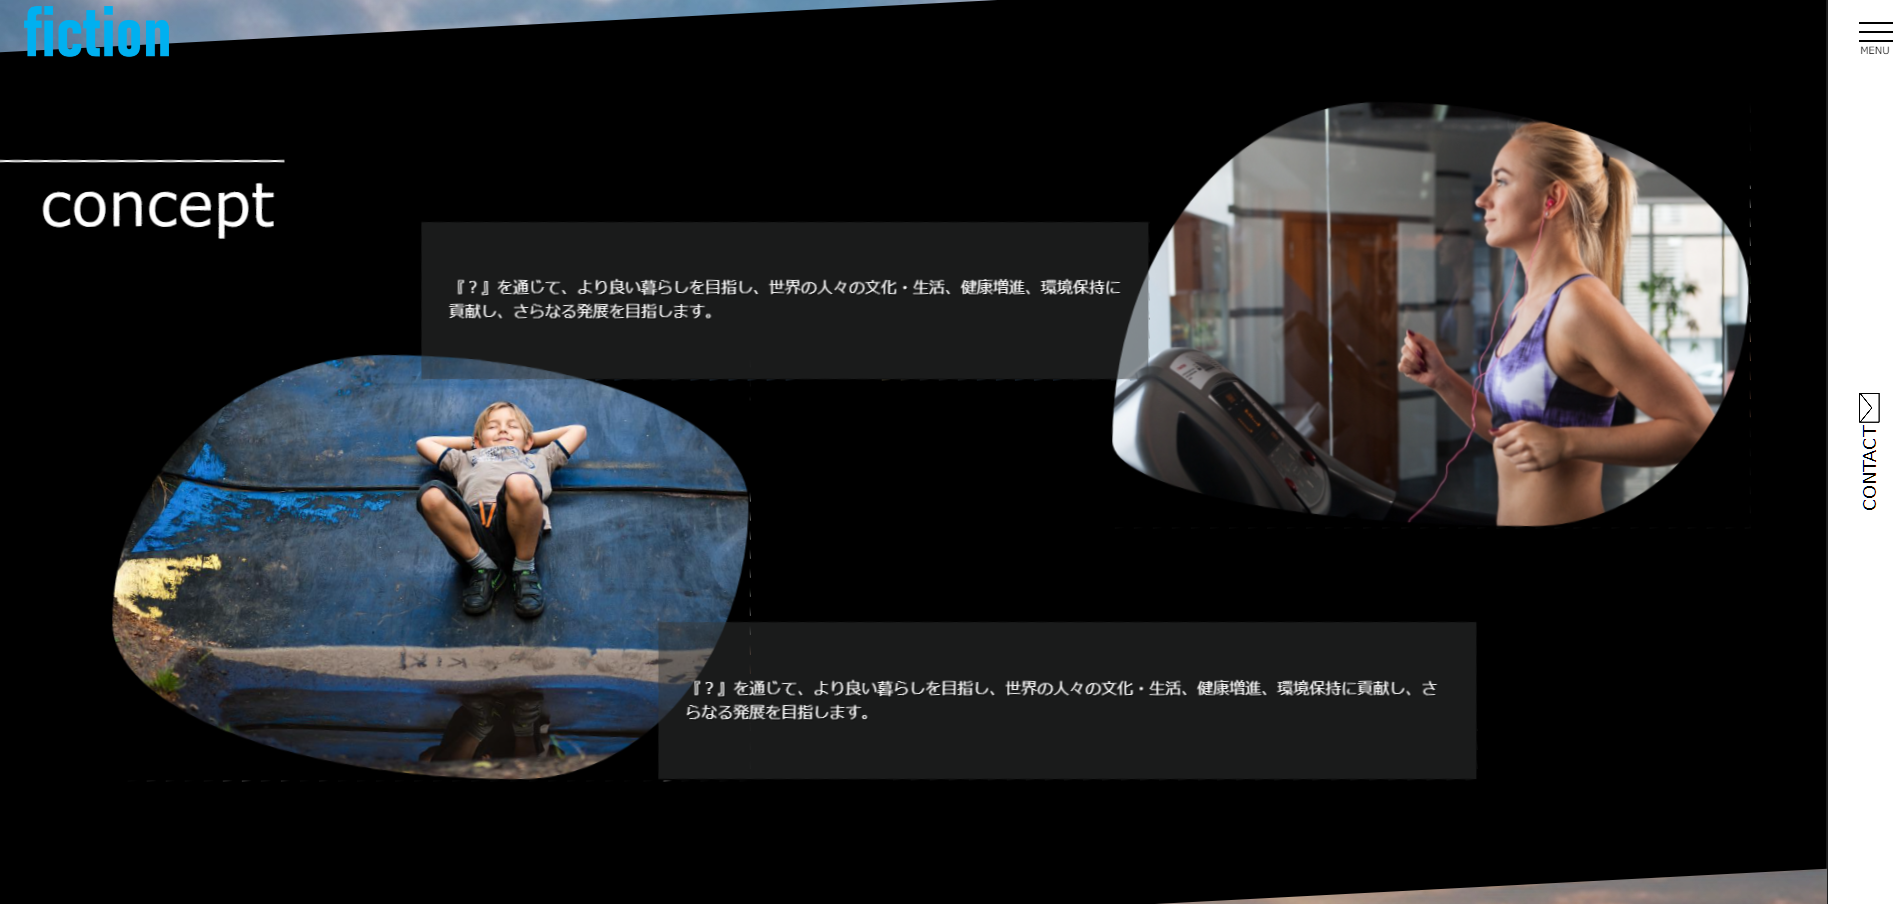 fiction
MENU
concept
『？』を通じて、より良い暮らしを目指し、世界の人々の文化・生活、健康増進、環境保持に
貢献し、さらなる発展を目指します。
CONTACT
『？』を通じて、より良い暮らしを目指し、世界の人々の文化・生活、健康増進、環境保持に貢献し、さ
らなる発展を目指します。